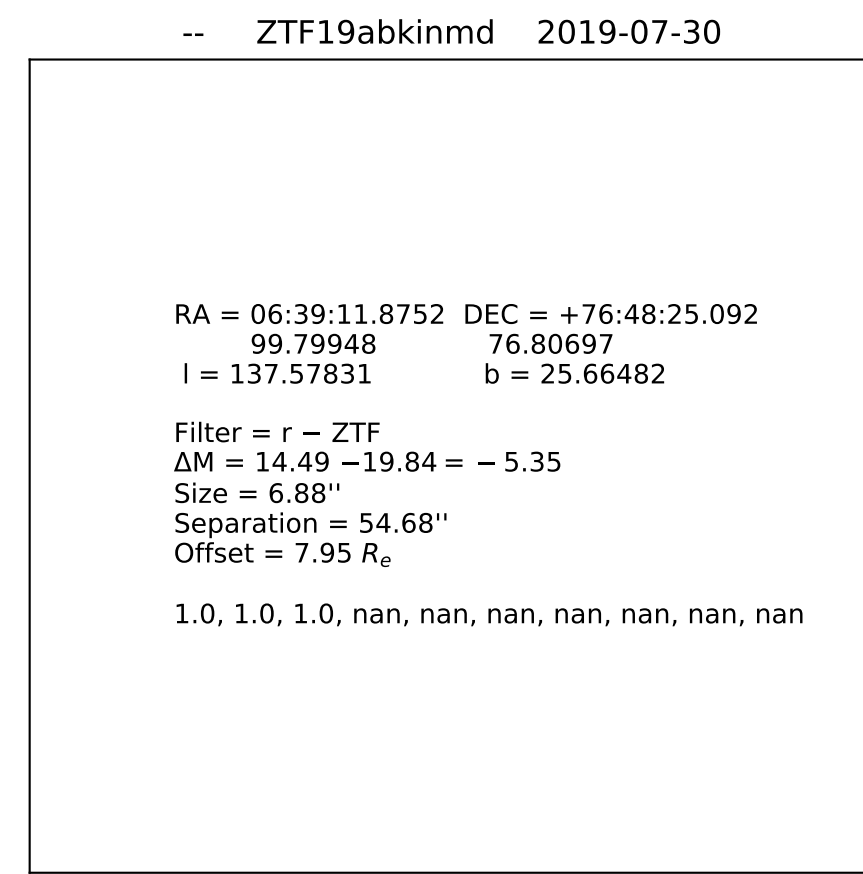 -- ZTF19abkinmd 2019-07-30
RA = 06:39:11.8752 DEC = +76:48:25.092
99.79948 76.80697
l = 137.57831 b = 25.66482
Filter = r − ZTF
ΔM = 14.49 −19.84 = − 5.35
Size = 6.88''
Separation = 54.68''
Offset = 7.95 Re
1.0, 1.0, 1.0, nan, nan, nan, nan, nan, nan, nan